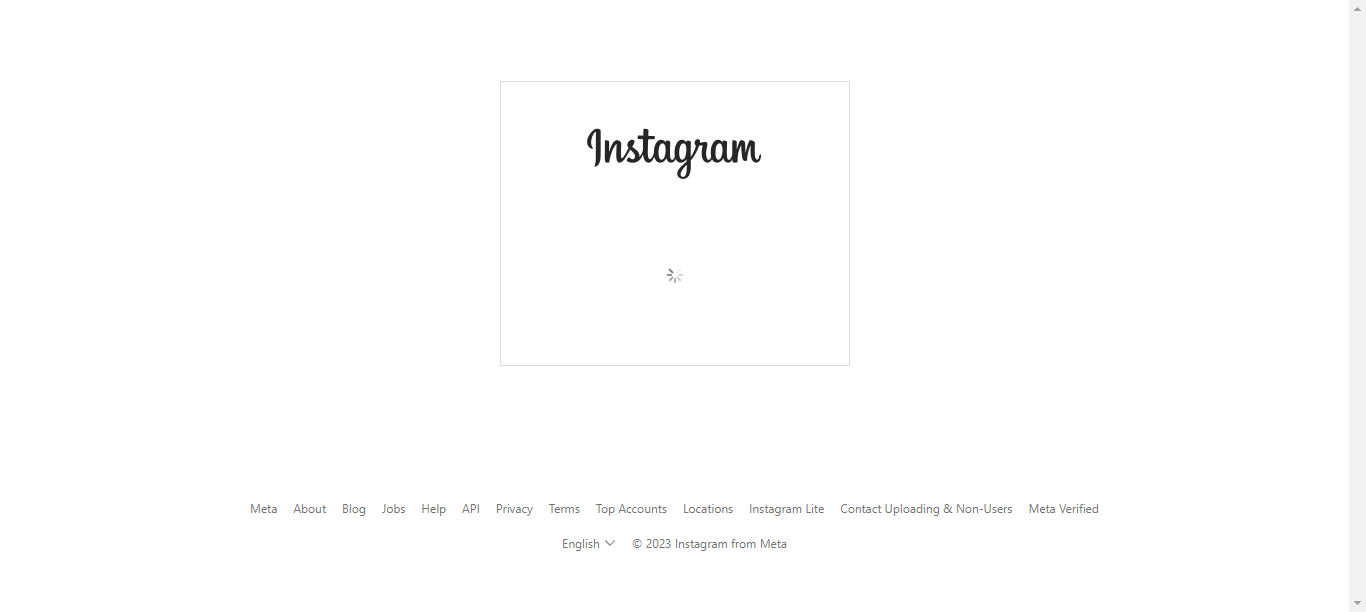 Instagram
Meta About Blog Jobs Help API Privacy Terms Top Accounts Locations Instagram Lite Contact Uploading & Non-Users Meta Verified
English © 2023 Instagram from Meta